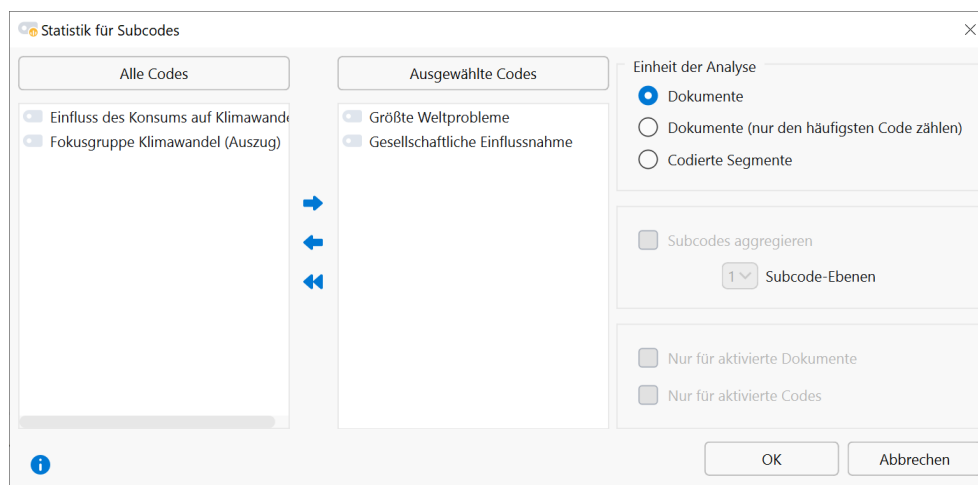 Statistik für Subcodes
Alle Codes
Einfluss des Konsums auf Klimawande
Fokusgruppe Klimawandel (Auszug)
Ausgewählte Codes
Größte Weltprobleme
Gesellschaftliche Einflussnahme
Einheit der Analyse
Dokumente
Dokumente (nur den häufigsten Code zählen)
Codierte Segmente
Subcodes aggregieren
1 Subcode-Ebenen
Nur für aktivierte Dokumente
Nur für aktivierte Codes
OK
Abbrechen